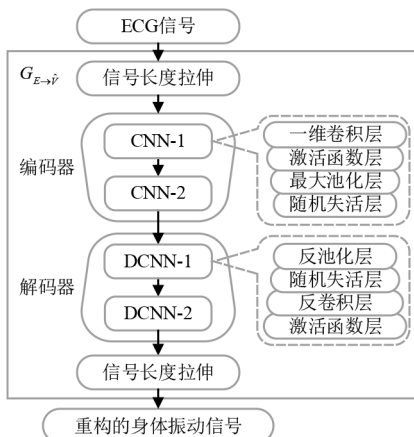 ECG信号
G_{E→V̂}
信号长度拉伸
编码器
CNN-1
CNN-2
一维卷积层
激活函数层
最大池化层
随机失活层
解码器
DCNN-1
DCNN-2
反池化层
随机失活层
反卷积层
激活函数层
信号长度拉伸
重构的身体振动信号